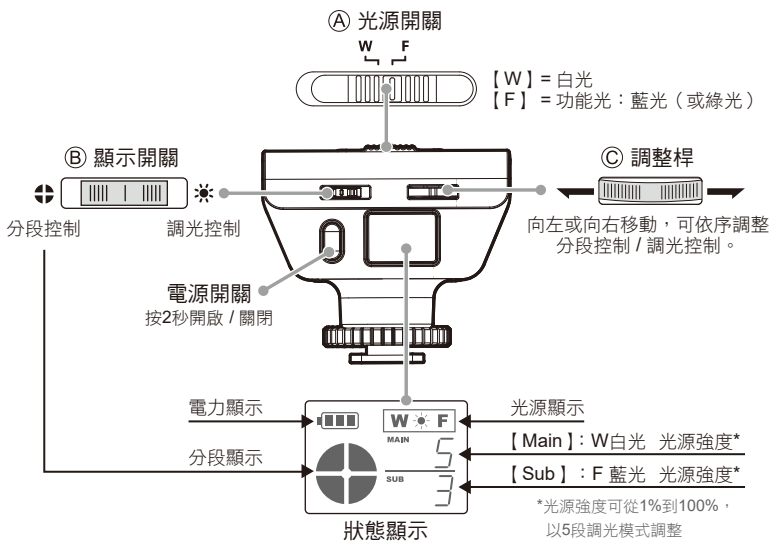 Ⓐ 光源開關
W F
【W】= 白光
【F】 = 功能光：藍光（或綠光）
Ⓑ 顯示開關
分段控制
調光控制
Ⓒ 調整桿
向左或向右移動，可依序調整
分段控制 / 調光控制。
電源開關
按2秒開啟 / 關閉
電力顯示
W F
光源顯示
MAIN 5
【Main】：W白光 光源強度*
分段顯示
SUB 3
【Sub】：F 藍光 光源強度*
*光源強度可從1%到100%，
以5段調光模式調整
狀態顯示